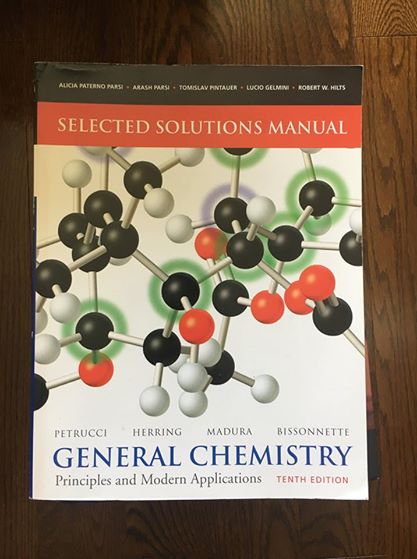 ALICIA PATERNO PARSI • ARASH PARSI • TOMISLAV PINTAUER • LUCIO GELMINI • ROBERT W. HILTS
SELECTED SOLUTIONS MANUAL
PETRUCCI HERRING MADURA BISSONNETTE
GENERAL CHEMISTRY
Principles and Modern Applications TENTH EDITION